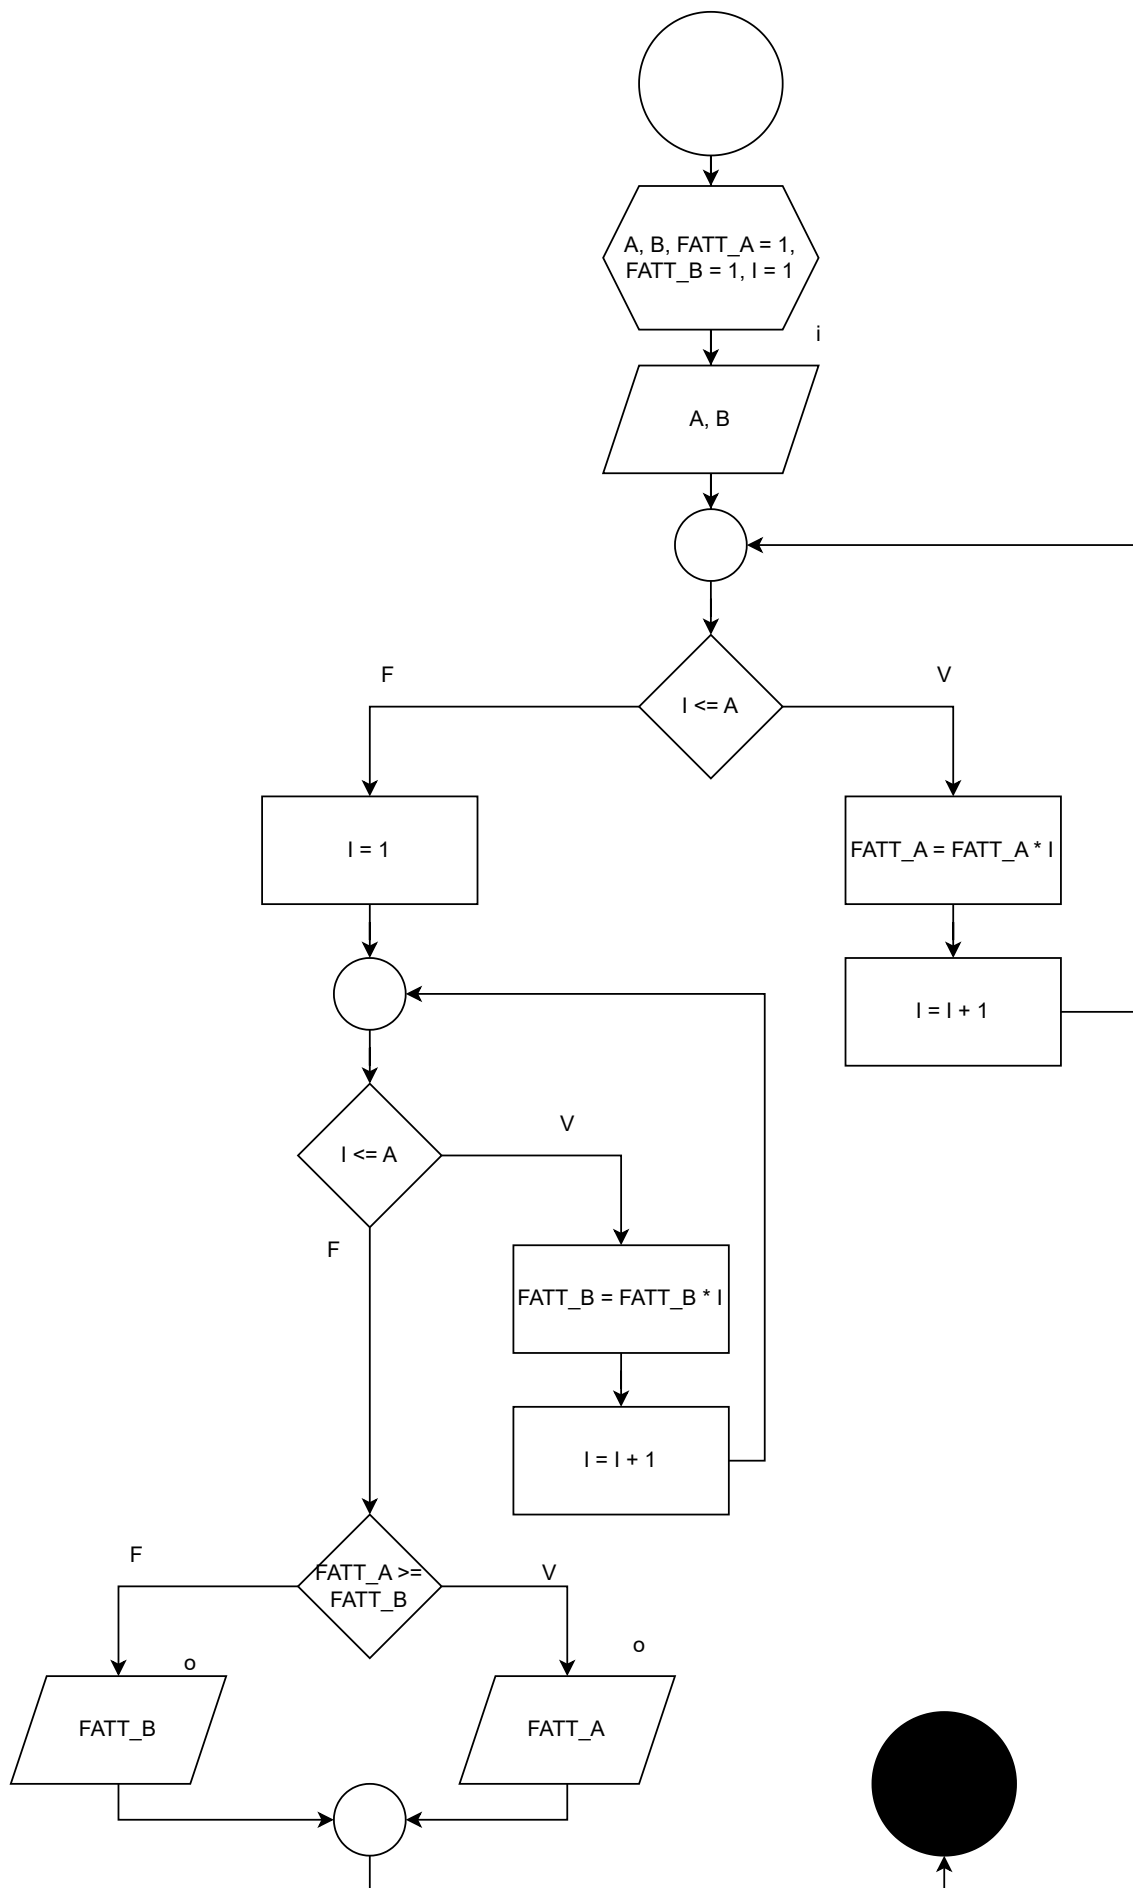 A, B, FATT_A = 1,
FATT_B = 1, I = 1
i
A, B
I <= A
F
V
I = 1
FATT_A = FATT_A * I
I = I + 1
I <= A
V
F
FATT_B = FATT_B * I
I = I + 1
FATT_A >=
FATT_B
F
V
o
o
FATT_B
FATT_A